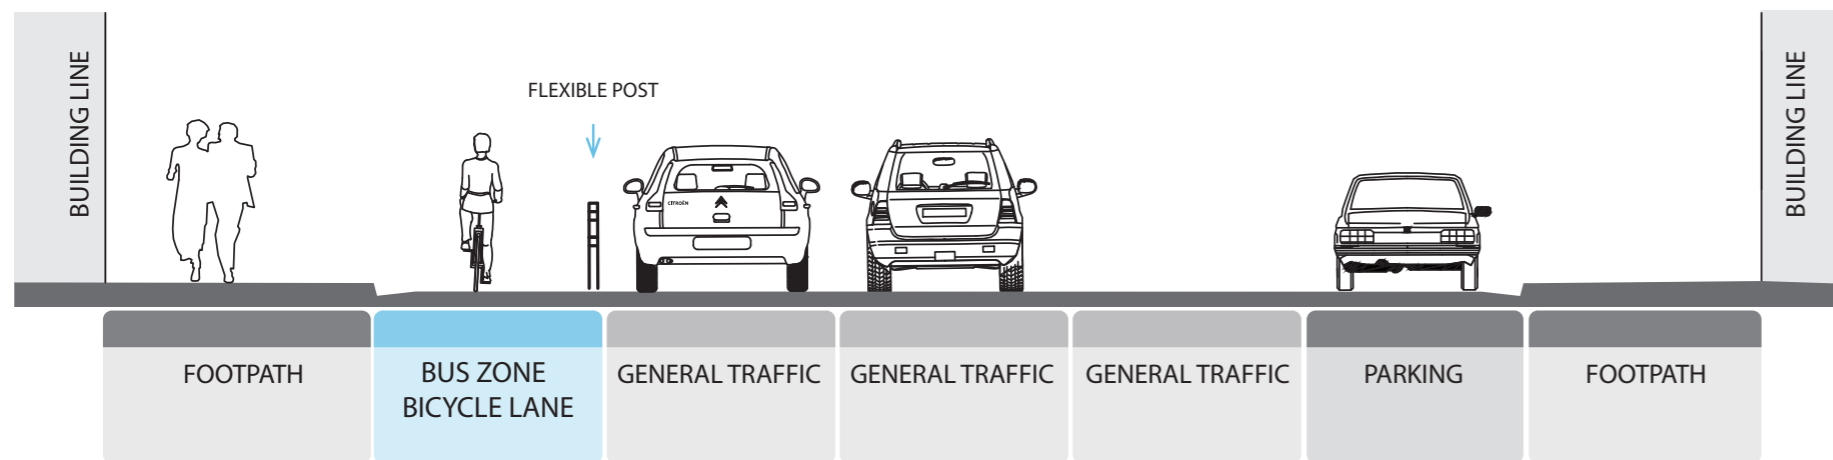 BUILDING LINE
FLEXIBLE POST
CITROËN
BUILDING LINE
FOOTPATH
BUS ZONE
BICYCLE LANE
GENERAL TRAFFIC
GENERAL TRAFFIC
GENERAL TRAFFIC
PARKING
FOOTPATH